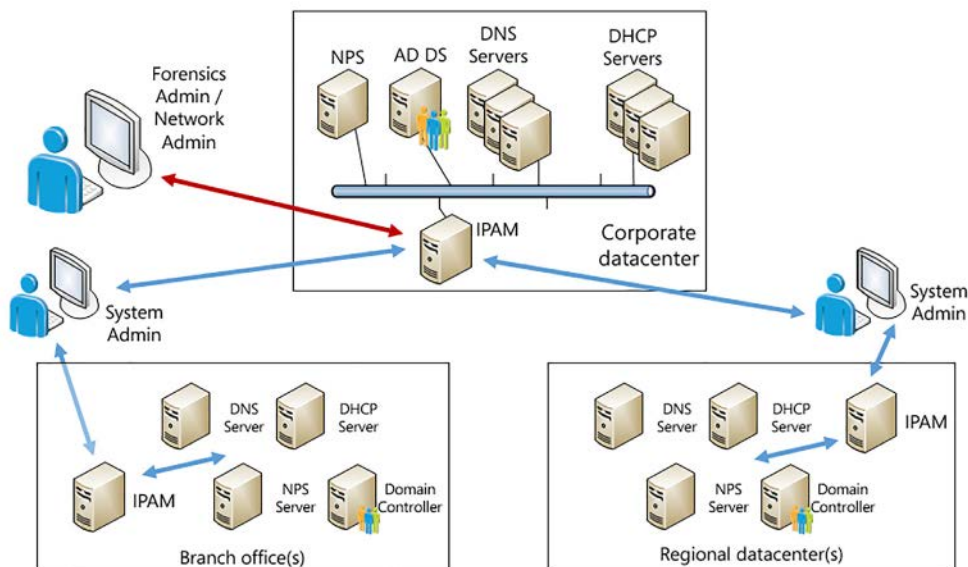 DNS
Servers
DHCP
Servers
NPS
AD DS
Forensics
Admin /
Network
Admin
IPAM
Corporate
datacenter
System
Admin
System
Admin
DNS
Server
DHCP
Server
IPAM
NPS
Server
Domain
Controller
Branch office(s)
DNS
Server
DHCP
Server
IPAM
NPS
Server
Domain
Controller
Regional datacenter(s)